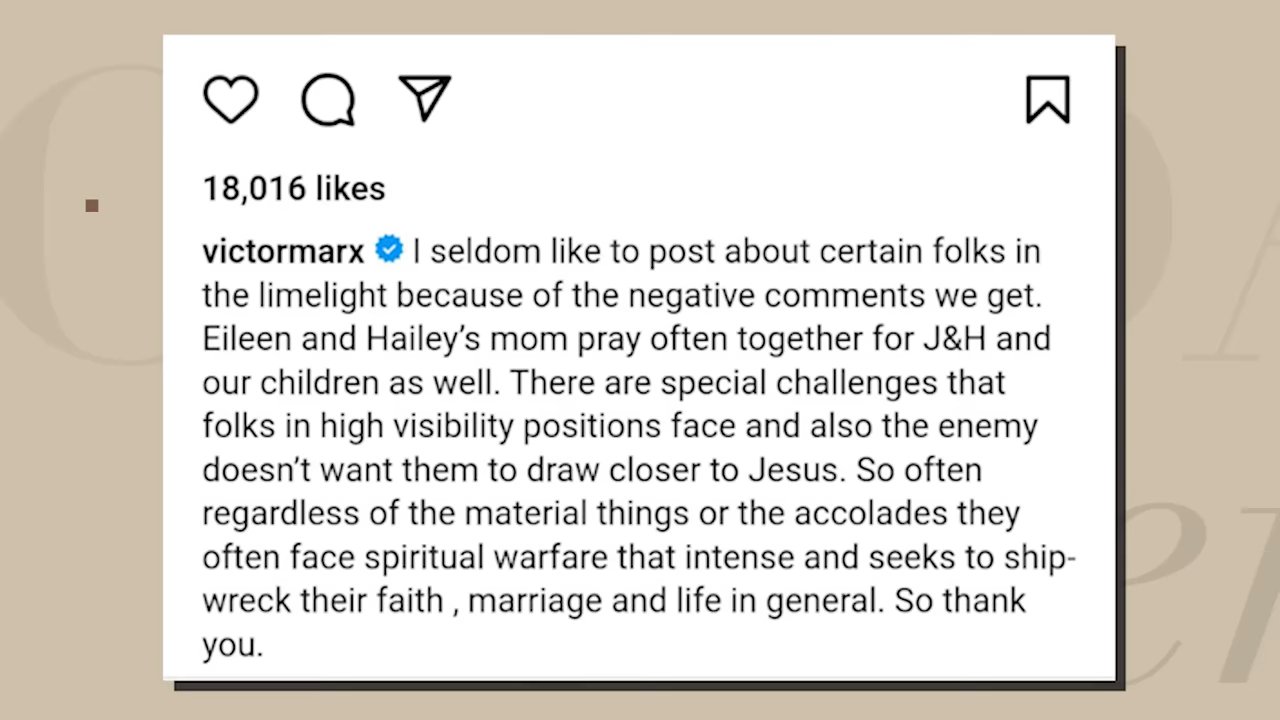 18,016 likes
victormarx I seldom like to post about certain folks in
the limelight because of the negative comments we get.
Eileen and Hailey’s mom pray often together for J&H and
our children as well. There are special challenges that
folks in high visibility positions face and also the enemy
doesn’t want them to draw closer to Jesus. So often
regardless of the material things or the accolades they
often face spiritual warfare that intense and seeks to ship-
wreck their faith , marriage and life in general. So thank
you.